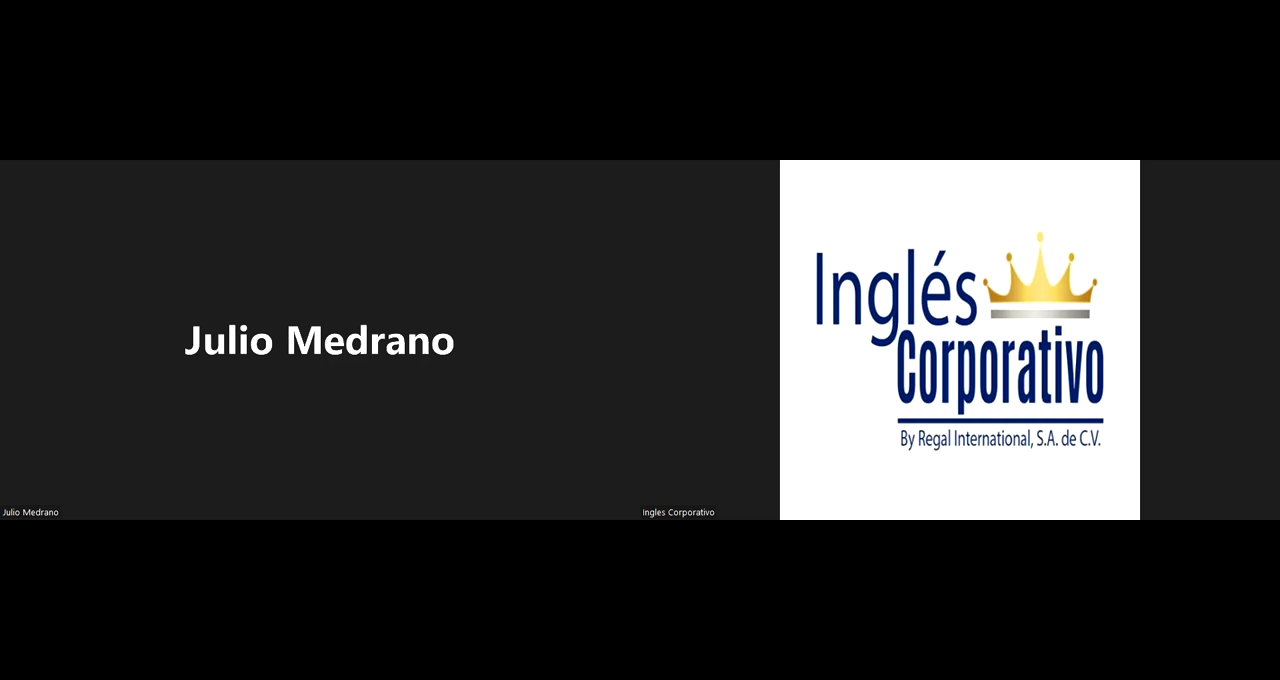 Julio Medrano
Inglés
Corporativo
By Regal International, S.A. de C.V.
Julio Medrano
Ingles Corporativo